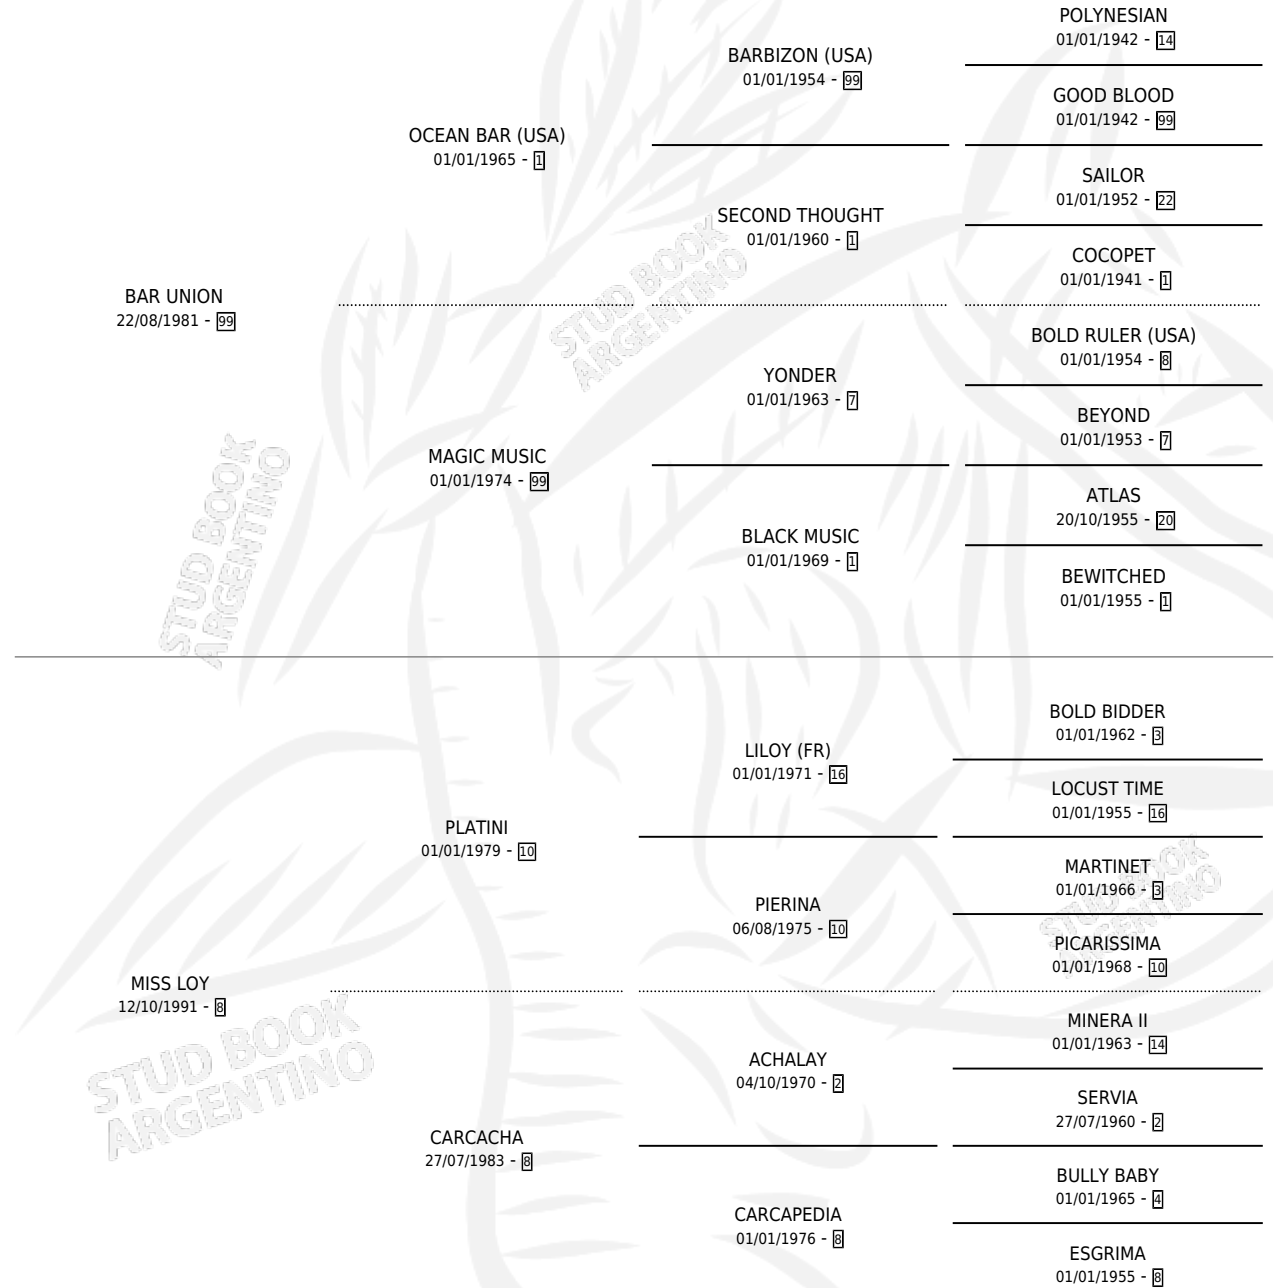 POLYNESIAN
01/01/1942 - 14
BARBIZON (USA)
01/01/1954 - 99
GOOD BLOOD
01/01/1942 - 99
OCEAN BAR (USA)
01/01/1965 - 1
SAILOR
01/01/1952 - 22
SECOND THOUGHT
01/01/1960 - 1
COCOPET
01/01/1941 - 1
BAR UNION
22/08/1981 - 99
STUD BOOK
ARGENTINO
BOLD RULER (USA)
01/01/1954 - 8
YONDER
01/01/1963 - 7
BEYOND
01/01/1953 - 7
MAGIC MUSIC
01/01/1974 - 99
ATLAS
20/10/1955 - 20
BLACK MUSIC
01/01/1969 - 1
BEWITCHED
01/01/1955 - 1
STUD BOOK
ARGENTINO
BOLD BIDDER
01/01/1962 - 3
LILOY (FR)
01/01/1971 - 16
LOCUST TIME
01/01/1955 - 16
PLATINI
01/01/1979 - 10
MARTINET
01/01/1966 - 3
PIERINA
06/08/1975 - 10
PICARISSIMA
01/01/1968 - 10
STUD BOOK
ARGENTINO
MISS LOY
12/10/1991 - 8
MINERA II
01/01/1963 - 14
ACHALAY
04/10/1970 - 2
SERVIA
27/07/1960 - 2
STUD BOOK
ARGENTINO
CARCACHA
27/07/1983 - 8
BULLY BABY
01/01/1965 - 4
CARCAPEDIA
01/01/1976 - 8
ESGRIMA
01/01/1955 - 8